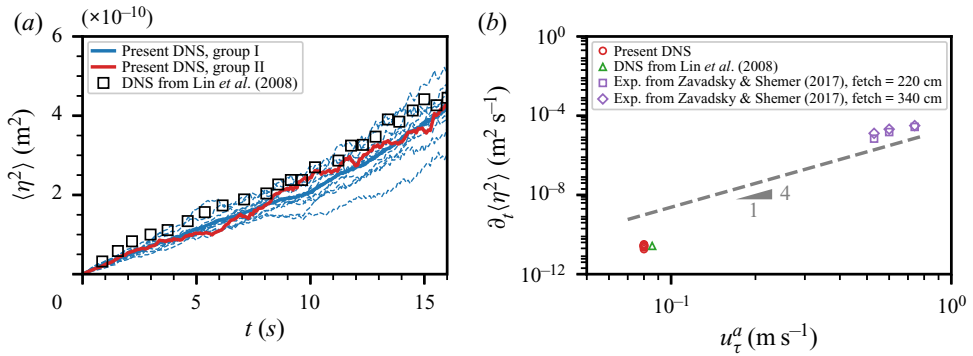 (a)
(×10⁻¹⁰)
6
4
2
0
5
10
15
⟨η²⟩ (m²)
t (s)
Present DNS, group I
Present DNS, group II
DNS from Lin et al. (2008)
(b)
10⁰
10⁻⁴
10⁻⁸
10⁻¹²
10⁻¹
10⁰
∂ₜ⟨η²⟩ (m² s⁻¹)
u_τ^a (m s⁻¹)
Present DNS
DNS from Lin et al. (2008)
Exp. from Zavadsky & Shemer (2017), fetch = 220 cm
Exp. from Zavadsky & Shemer (2017), fetch = 340 cm
4
1